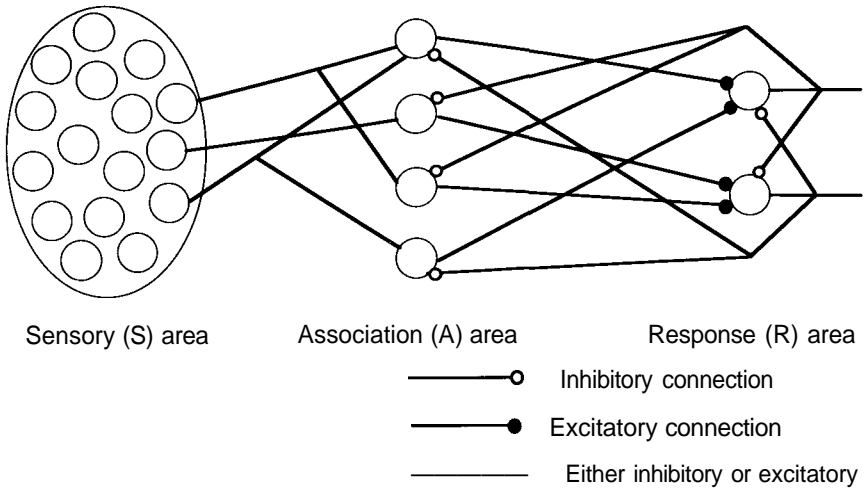 Sensory (S) area
Association (A) area
Response (R) area
Inhibitory connection
Excitatory connection
Either inhibitory or excitatory